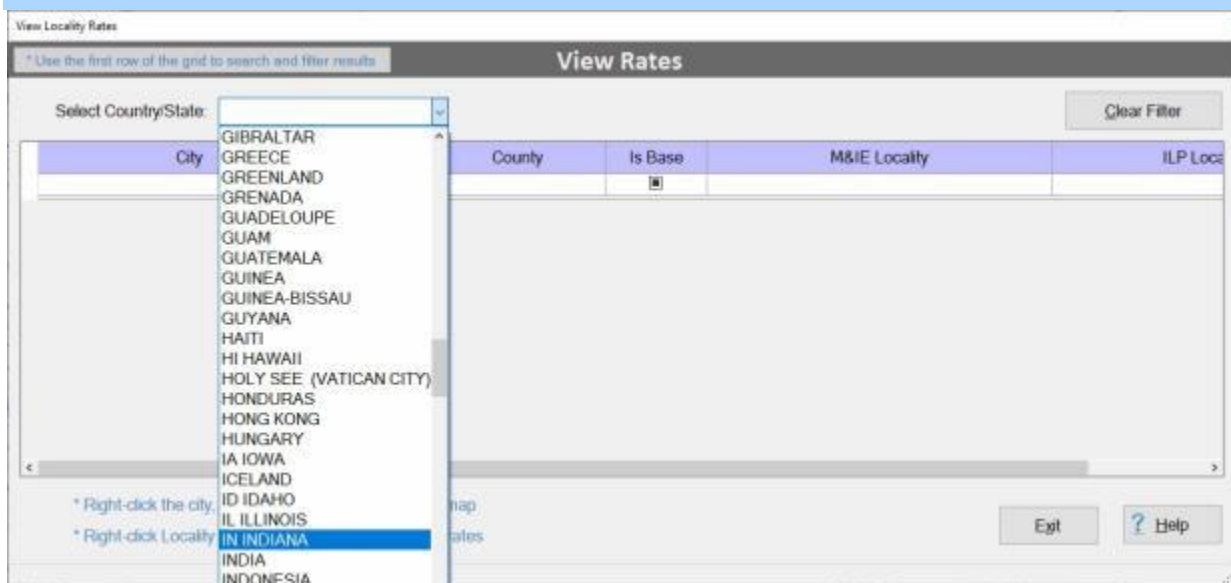 View Locality Rates
* Use the first row of the grid to search and filter results
View Rates
Select Country/State:
Clear Filter
City
County
Is Base
M&IE Locality
ILP Loca
GIBRALTAR
GREECE
GREENLAND
GRENADA
GUADELOUPE
GUAM
GUATEMALA
GUINEA
GUINEA-BISSAU
GUYANA
HAITI
HI HAWAII
HOLY SEE (VATICAN CITY)
HONDURAS
HONG KONG
HUNGARY
IA IOWA
ICELAND
ID IDAHO
IL ILLINOIS
IN INDIANA
INDIA
INDONESIA
* Right-click the city,
map
* Right-click Locality
ates
Exit
? Help